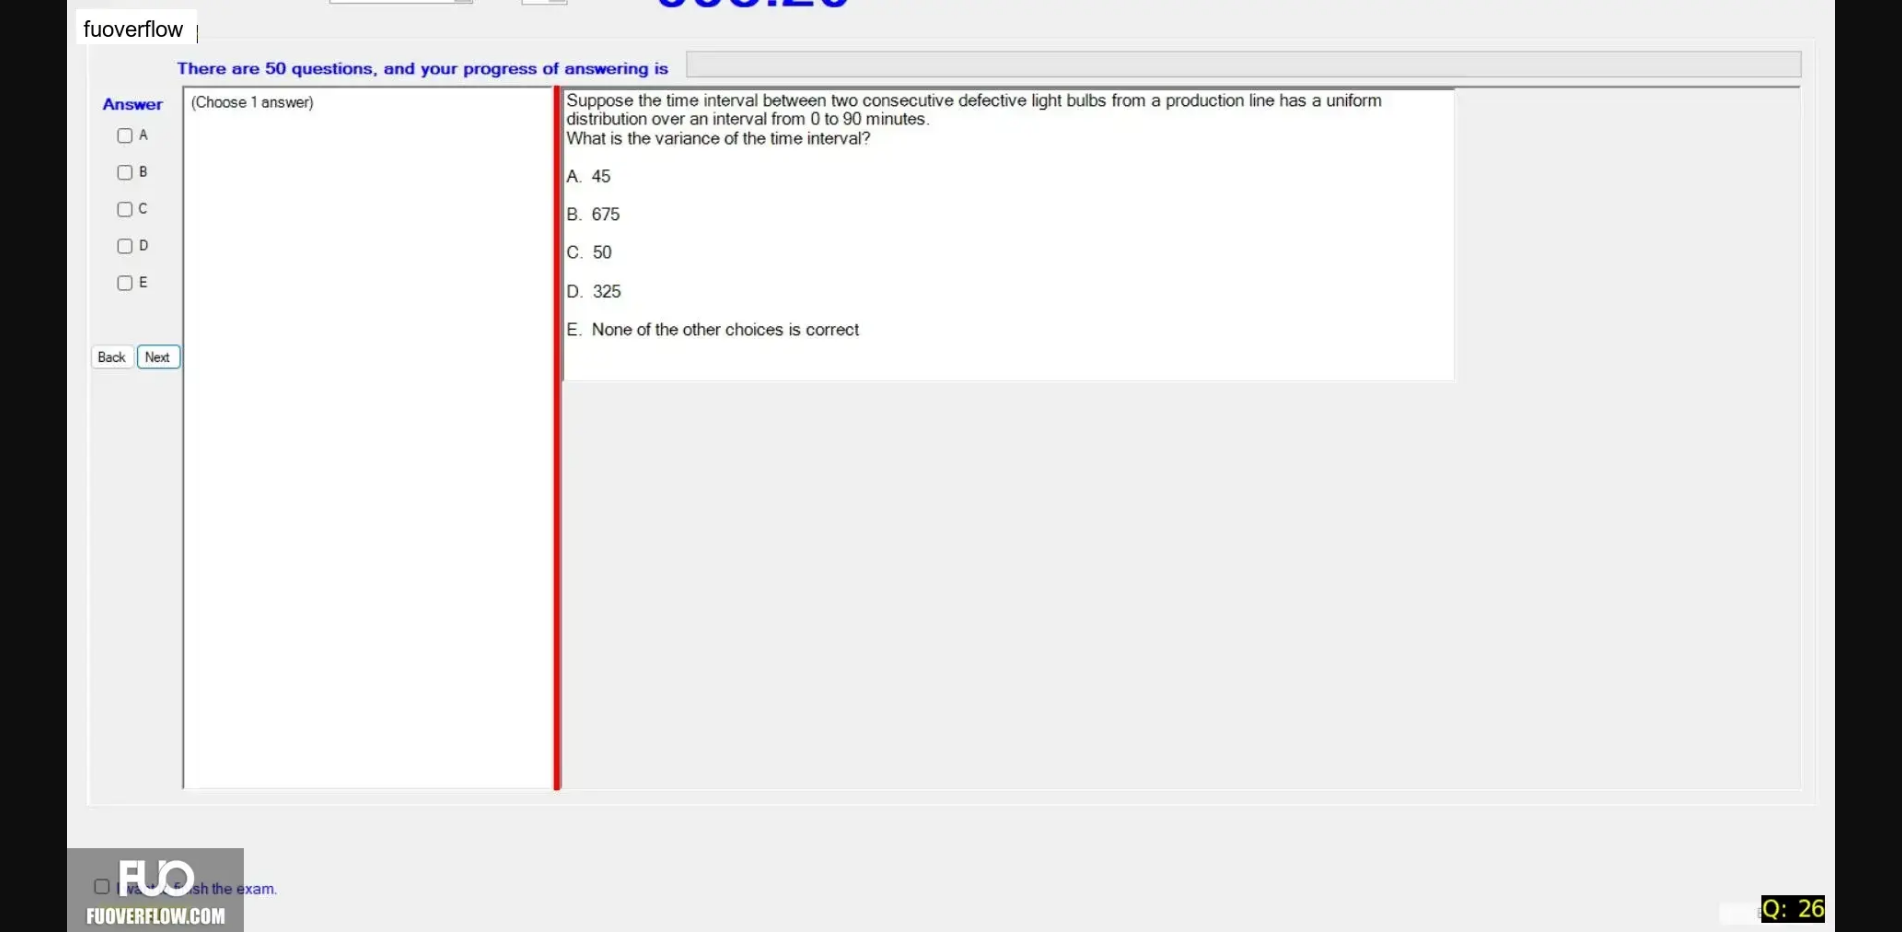 fuoverflow
There are 50 questions, and your progress of answering is
Answer
(Choose 1 answer)
A
B
C
D
E
Back Next
Suppose the time interval between two consecutive defective light bulbs from a production line has a uniform
distribution over an interval from 0 to 90 minutes.
What is the variance of the time interval?
A. 45
B. 675
C. 50
D. 325
E. None of the other choices is correct
FUO
the exam.
FUOVERFLOW.COM
Q: 26